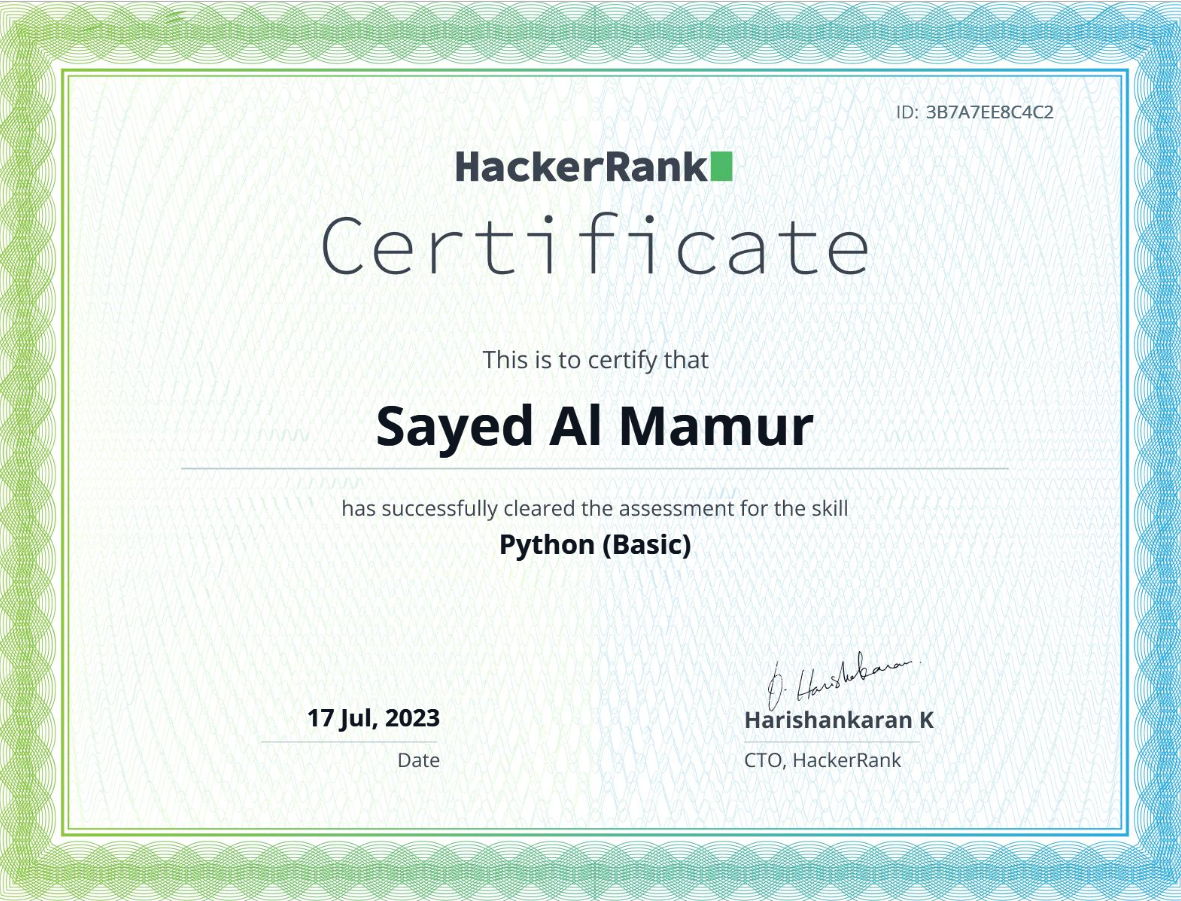 ID: 3B7A7EE8C4C2
HackerRank
Certificate
This is to certify that
Sayed Al Mamur
has successfully cleared the assessment for the skill
Python (Basic)
17 Jul, 2023
Date
Harishankaran K
CTO, HackerRank